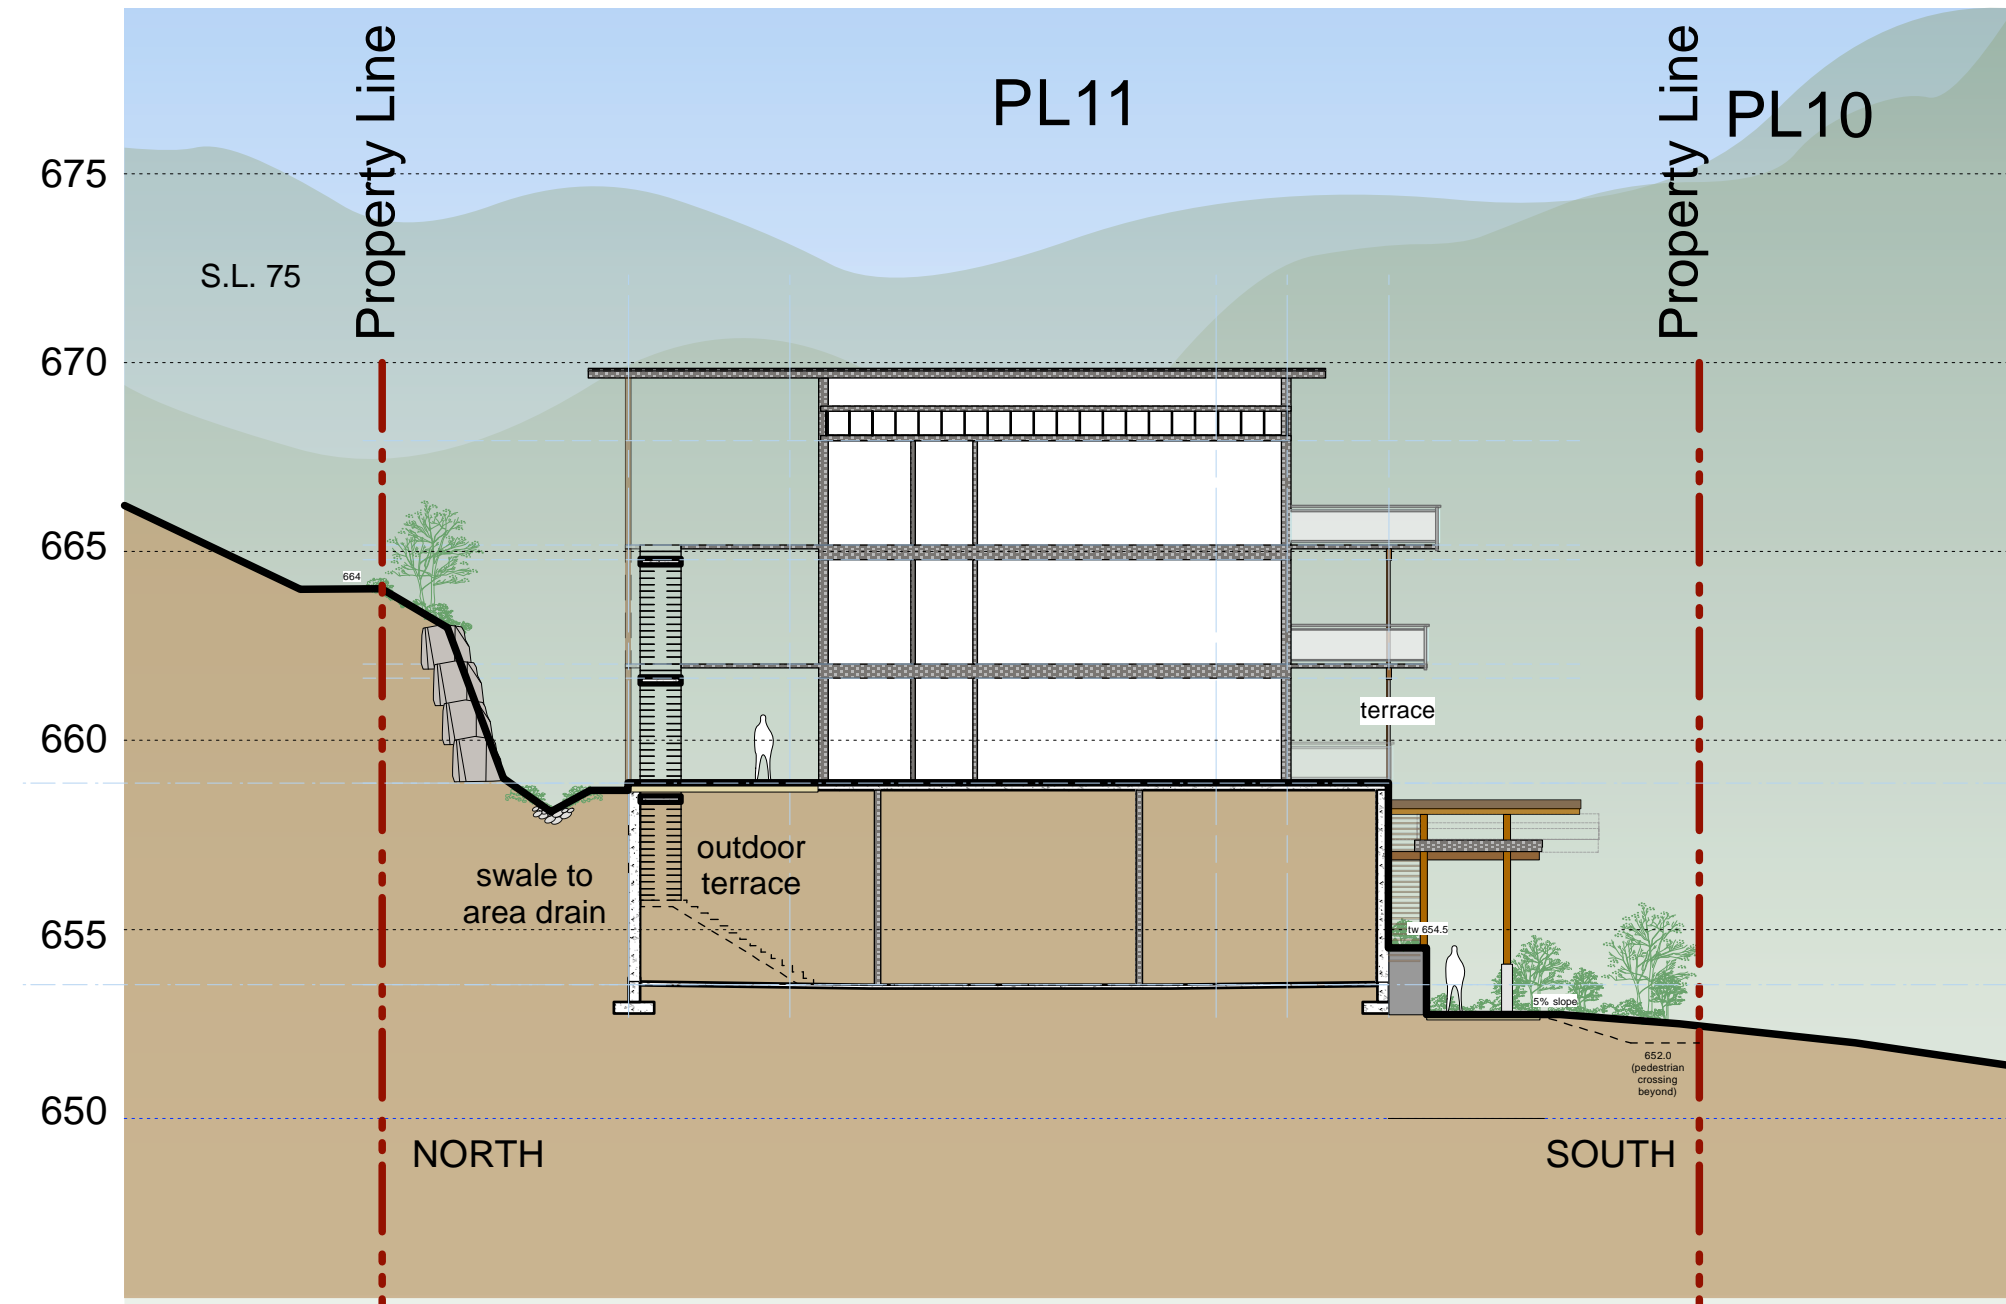 Property Line
PL11
Property Line
PL10
675
S.L. 75
670
665
664
660
terrace
outdoor
terrace
swale to
area drain
655
tw 654.5
5% slope
652.0
(pedestrian
crossing
beyond)
650
NORTH
SOUTH